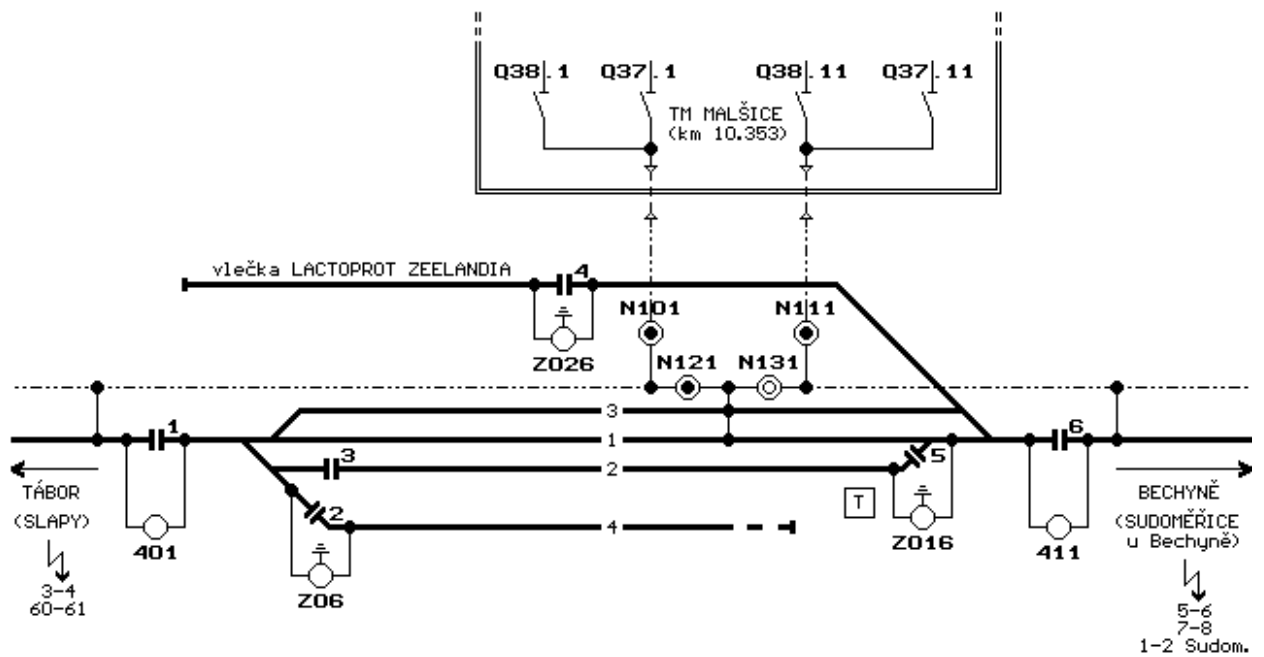 Q38 .1 Q37 .1 Q38 .11 Q37 .11
TM MALŠICE
(km 10.353)
vlečka LACTOPROT ZEELANDIA
4
N101 N111
Z026
N121 N131
3
1
1
6
3
2
5
TÁBOR
(SLAPY)
401
2
4
T
Z016
411
BECHYNĚ
(SUDOMĚŘICE
u Bechyně)
Z06
3-4
60-61
5-6
7-8
1-2 Sudom.